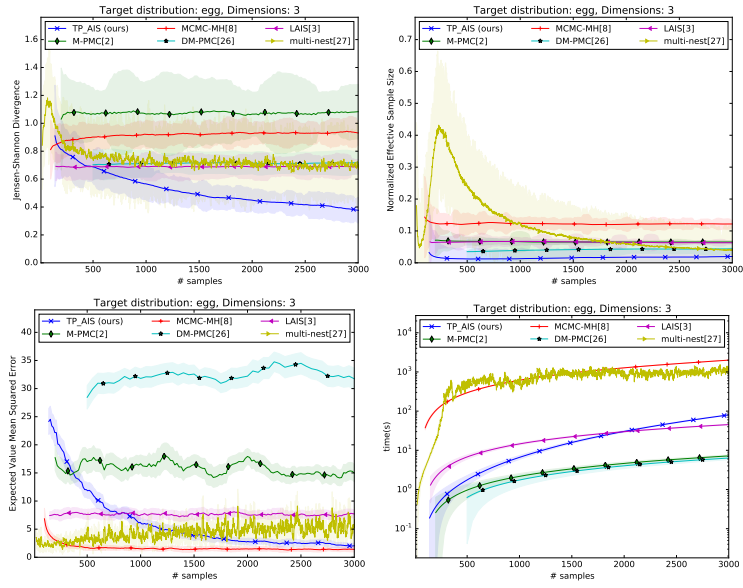 Target distribution: egg, Dimensions: 3
TP_AIS (ours) MCMC-MH[8] LAIS[3]
M-PMC[2] DM-PMC[26] multi-nest[27]
Jensen-Shannon Divergence
1.6
1.4
1.2
1.0
0.8
0.6
0.4
0.2
0.0
500 1000 1500 2000 2500 3000
# samples
Target distribution: egg, Dimensions: 3
TP_AIS (ours) MCMC-MH[8] LAIS[3]
M-PMC[2] DM-PMC[26] multi-nest[27]
Normalized Effective Sample Size
0.7
0.6
0.5
0.4
0.3
0.2
0.1
0.0
500 1000 1500 2000 2500 3000
# samples
Target distribution: egg, Dimensions: 3
TP_AIS (ours) MCMC-MH[8] LAIS[3]
M-PMC[2] DM-PMC[26] multi-nest[27]
Expected Value Mean Squared Error
40
35
30
25
20
15
10
5
0
500 1000 1500 2000 2500 3000
# samples
Target distribution: egg, Dimensions: 3
TP_AIS (ours) MCMC-MH[8] LAIS[3]
M-PMC[2] DM-PMC[26] multi-nest[27]
time(s)
10⁴
10³
10²
10¹
10⁰
10⁻¹
500 1000 1500 2000 2500 3000
# samples